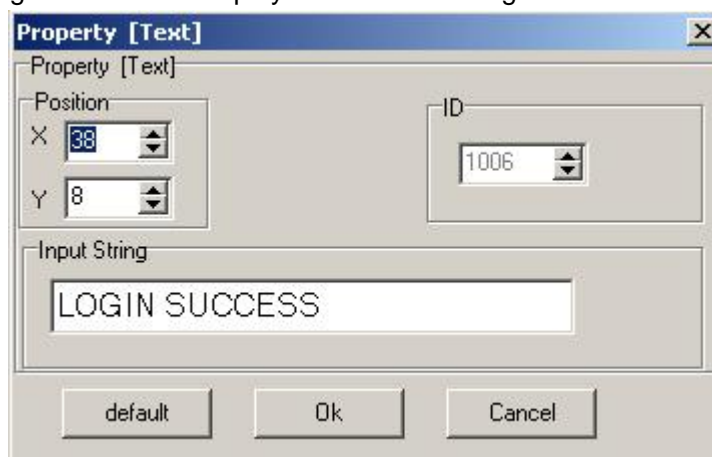 Property [Text]
Property [Text]
Position
ID
X 38
1006
Y 8
Input String
LOGIN SUCCESS
default Ok Cancel